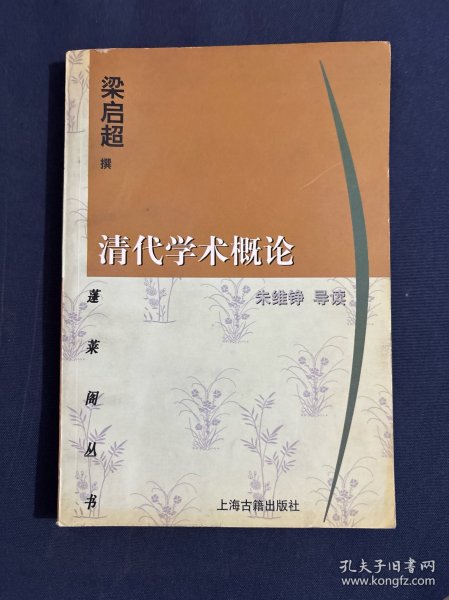 梁启超
撰
清代学术概论
朱维铮 导读
蓬莱阁丛书
上海古籍出版社
孔夫子旧书网
www.kongfz.com